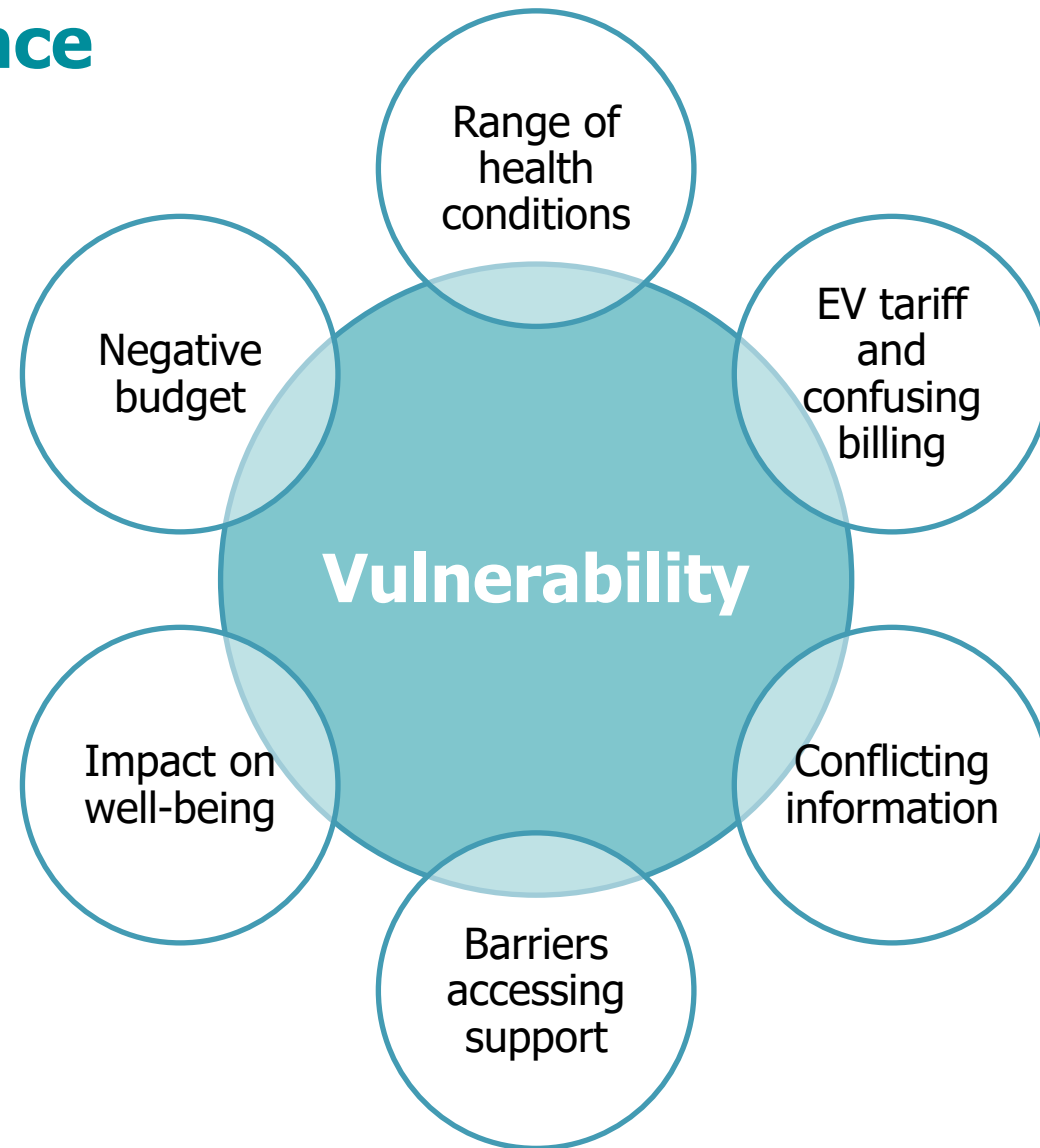 Range of
health
conditions
EV tariff
and
confusing
billing
Negative
budget
Vulnerability
Impact on
well-being
Conflicting
information
Barriers
accessing
support